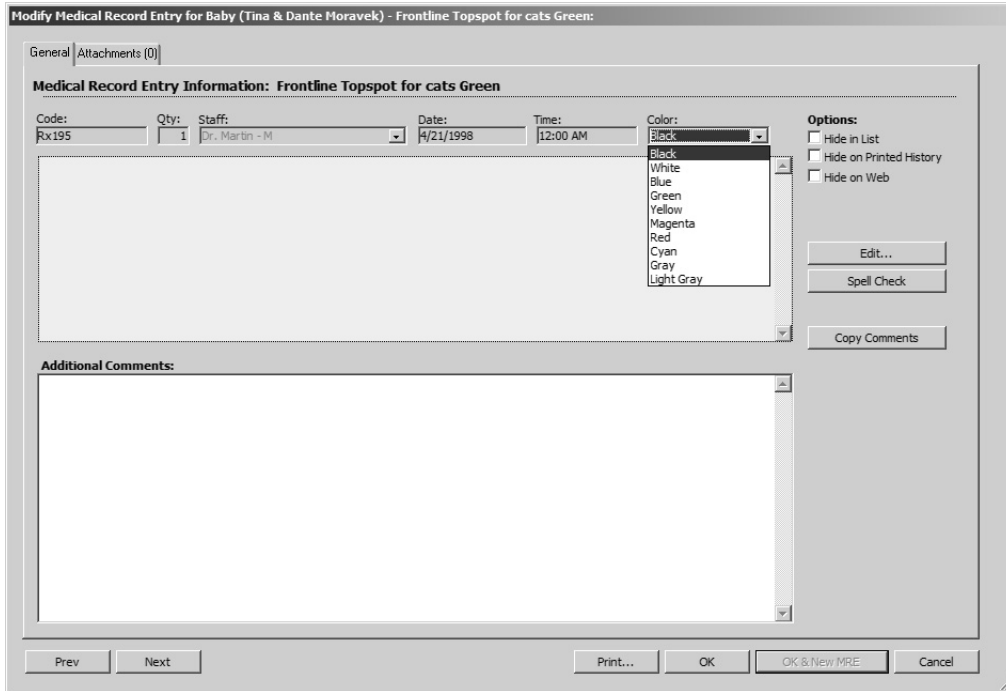 Modify Medical Record Entry for Baby (Tina & Dante Moravek) - Frontline Topspot for cats Green:
General Attachments (0)
Medical Record Entry Information: Frontline Topspot for cats Green
Code: Qty: Staff: Date: Time: Color: Options:
Rx195 1 Dr. Martin - M 4/21/1998 12:00 AM Black Hide in List
Black
White
Blue
Green
Yellow
Magenta
Red
Cyan
Gray
Light Gray
Hide on Printed History
Hide on Web
Edit...
Spell Check
Copy Comments
Additional Comments:
Prev Next Print... OK OK & New MRE Cancel